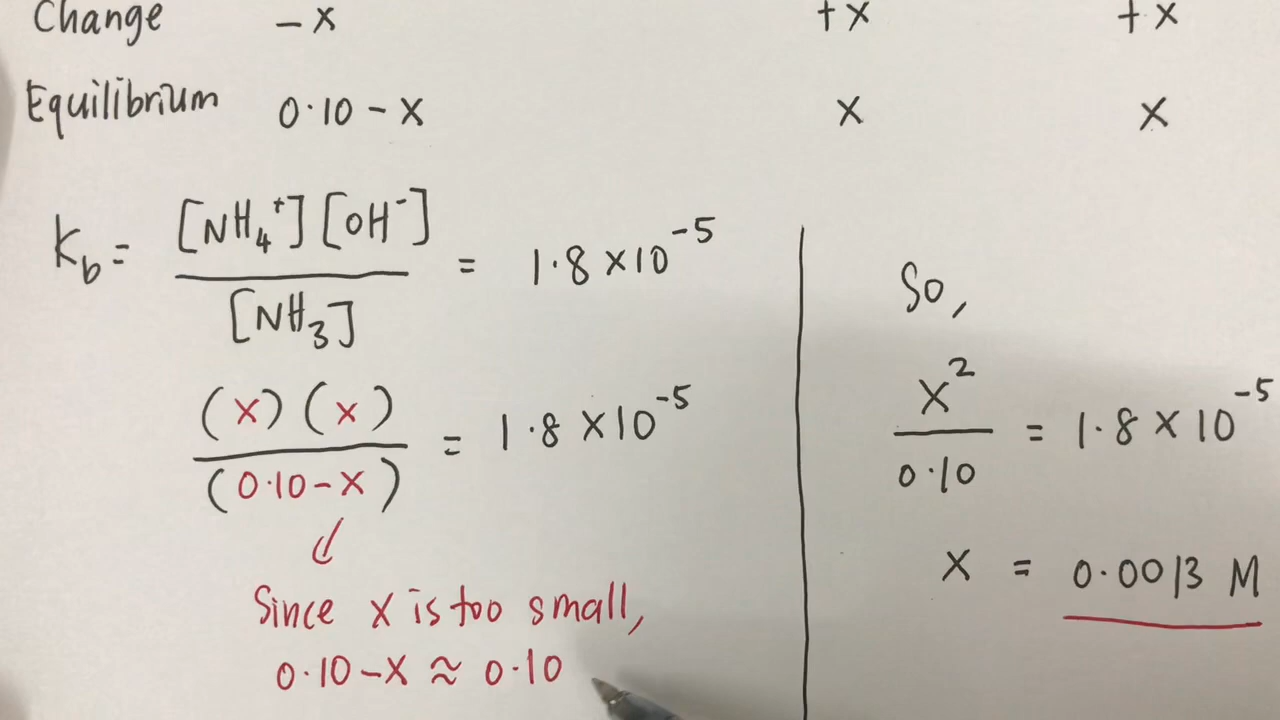 Change -x +x +x
Equilibrium 0·10 - x x x
Kb = [NH₄⁺][OH⁻] / [NH₃] = 1·8 × 10⁻⁵
(x)(x) / (0·10 - x) = 1·8 × 10⁻⁵
Since x is too small,
0·10 - x ≈ 0·10
So,
x² / 0·10 = 1·8 × 10⁻⁵
x = 0·0013 M